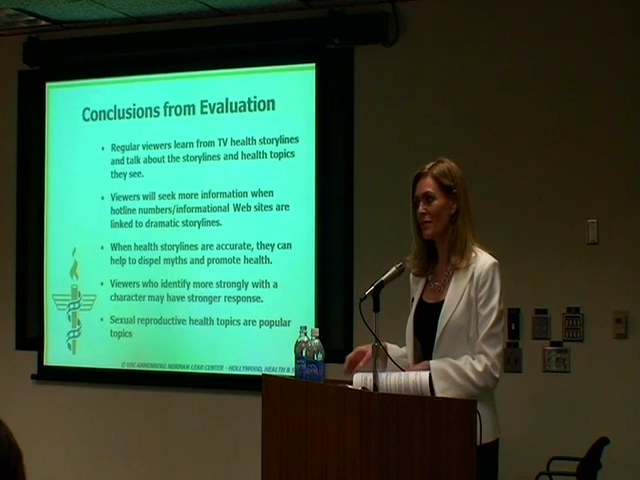 Conclusions from Evaluation
• Regular viewers learn from TV health storylines
and talk about the storylines and health topics
they see.
• Viewers will seek more information when
hotline numbers/informational Web sites are
linked to dramatic storylines.
• When health storylines are accurate, they can
help to dispel myths and promote health.
• Viewers who identify more strongly with a
character may have stronger response.
• Sexual reproductive health topics are popular
topics
© USC ANNENBERG NORMAN LEAR CENTER - HOLLYWOOD, HEALTH &